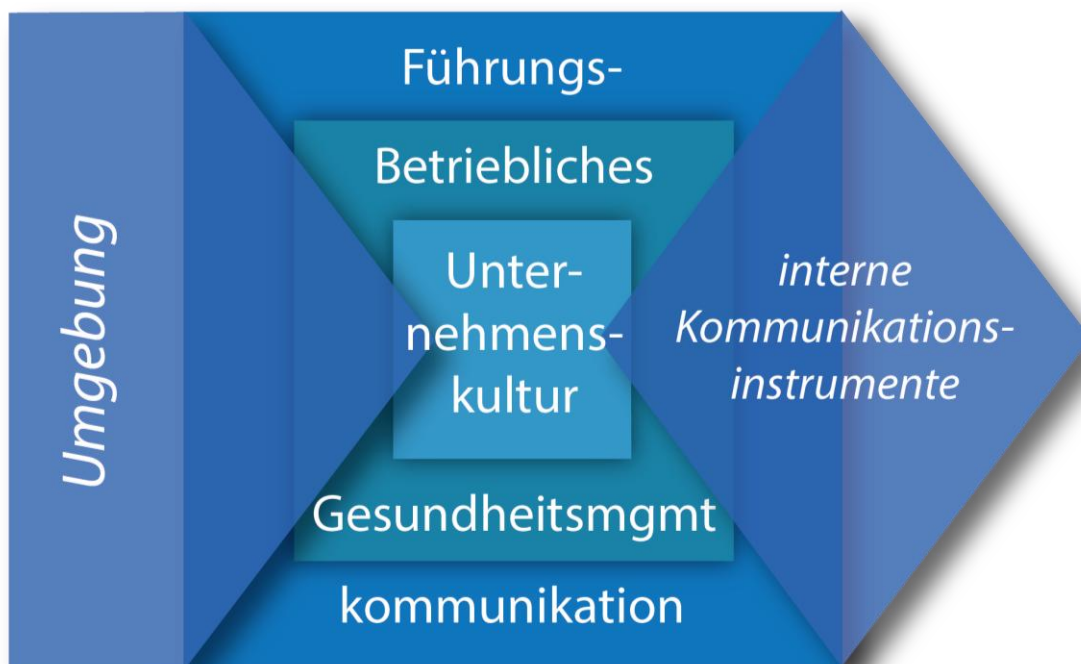 Umgebung
Führungs-
Betriebliches
Unter-
nehmens-
kultur
Gesundheitsmgmt
kommunikation
interne
Kommunikations-
instrumente